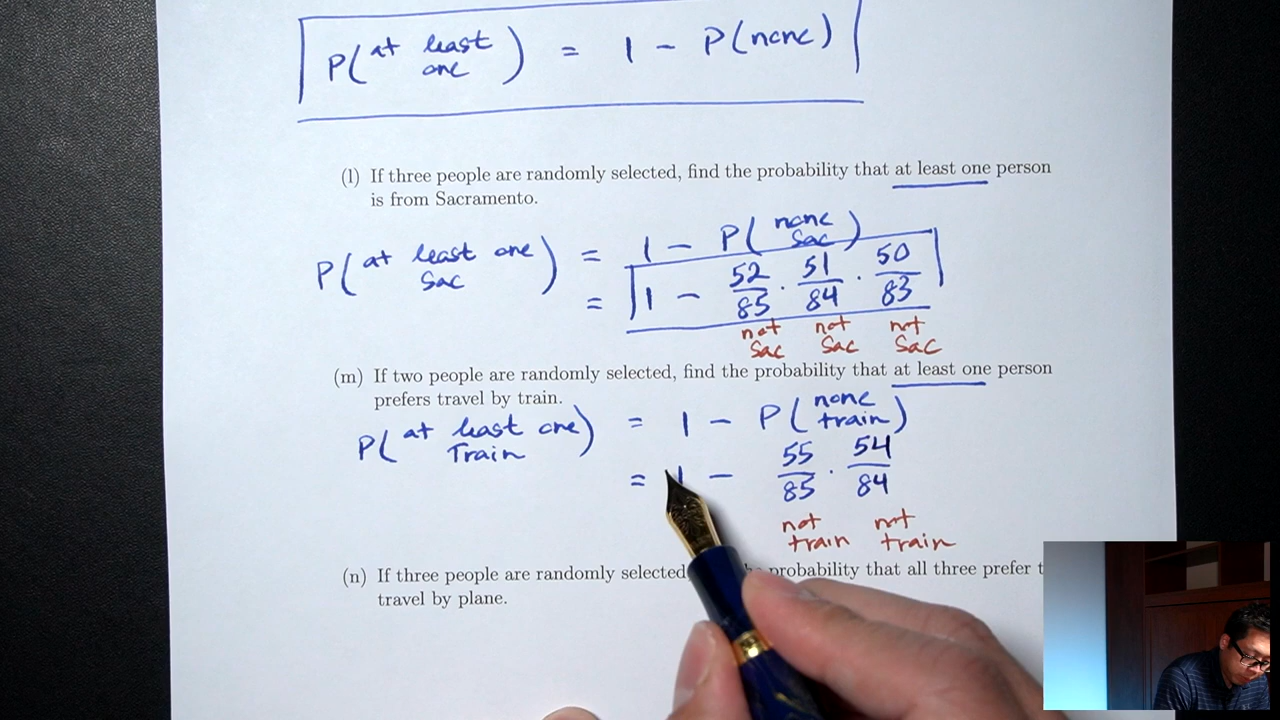 P( at least one ) = 1 - P(none)
(l) If three people are randomly selected, find the probability that at least one person
is from Sacramento.
P( at least one Sac ) = 1 - P( none Sac )
= 1 - 52/85 · 51/84 · 50/83
not Sac not Sac not Sac
(m) If two people are randomly selected, find the probability that at least one person
prefers travel by train.
P( at least one Train ) = 1 - P( none train )
= 1 - 55/85 · 54/84
not train not train
(n) If three people are randomly selected, probability that all three prefer
travel by plane.